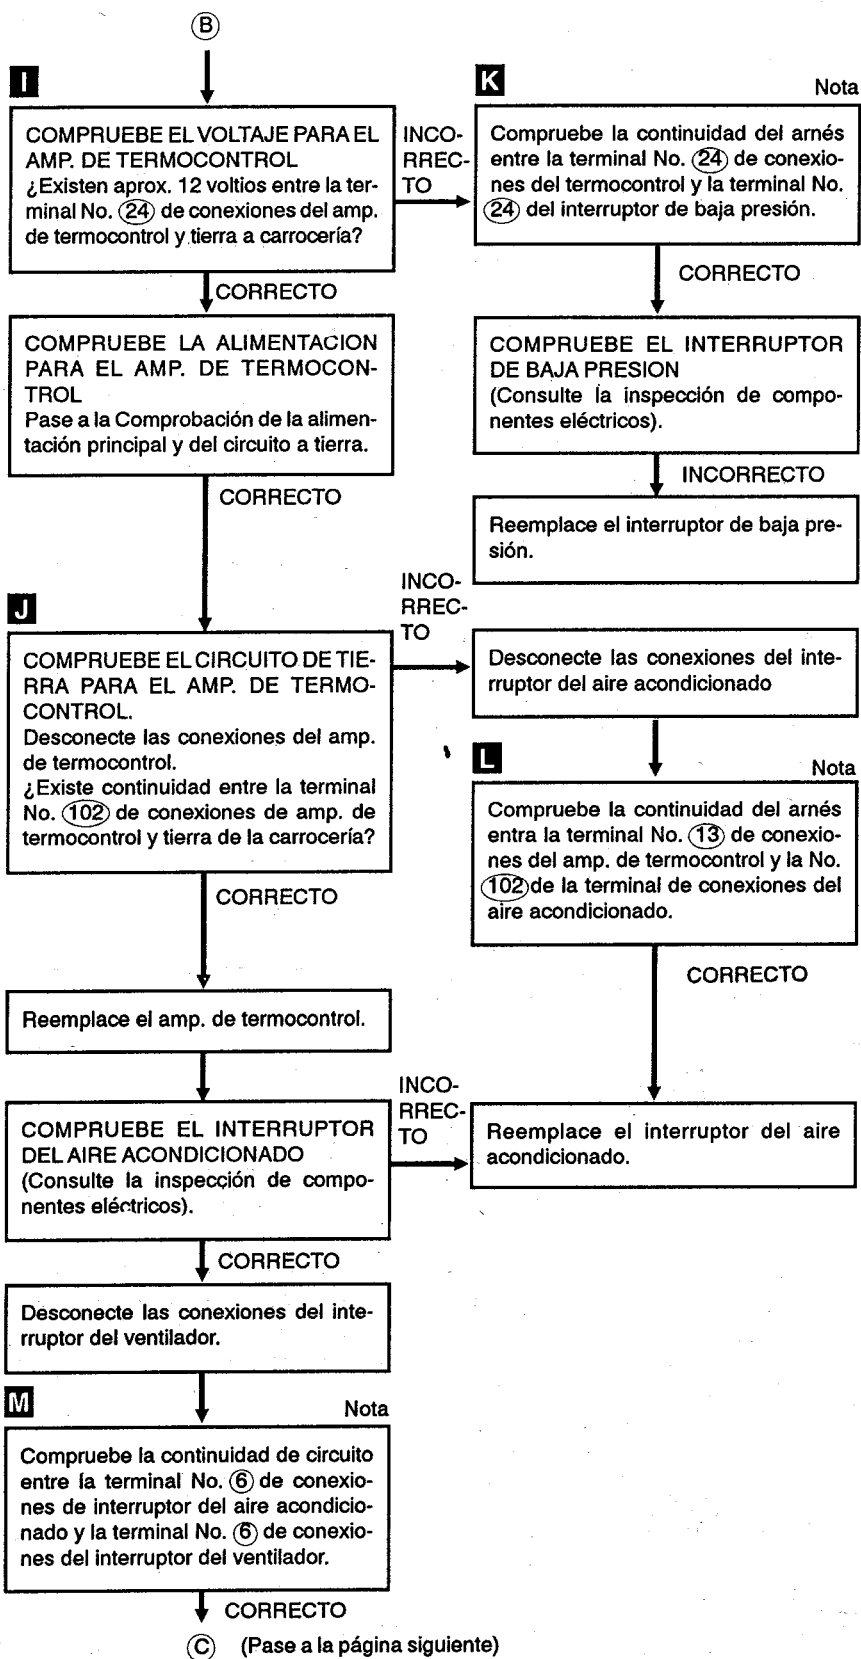 B
I
COMPRUEBE EL VOLTAJE PARA EL
AMP. DE TERMOCONTROL
¿Existen aprox. 12 voltios entre la ter-
minal No. 24 de conexiones del amp.
de termocontrol y tierra a carrocería?
INCO-
RREC-
TO
K
Nota
Compruebe la continuidad del arnés
entre la terminal No. 24 de conexio-
nes del termocontrol y la terminal No.
24 del interruptor de baja presión.
CORRECTO
CORRECTO
COMPRUEBE LA ALIMENTACION
PARA EL AMP. DE TERMOCON-
TROL
Pase a la Comprobación de la alimen-
tación principal y del circuito a tierra.
COMPRUEBE EL INTERRUPTOR
DE BAJA PRESION
(Consulte la inspección de compo-
nentes eléctricos).
INCORRECTO
CORRECTO
Reemplace el interruptor de baja pre-
sión.
J
COMPRUEBE EL CIRCUITO DE TIE-
RRA PARA EL AMP. DE TERMO-
CONTROL.
Desconecte las conexiones del amp.
de termocontrol.
¿Existe continuidad entre la terminal
No. 102 de conexiones de amp. de
termocontrol y tierra de la carrocería?
INCO-
RREC-
TO
Desconecte las conexiones del inte-
rruptor del aire acondicionado
L
Nota
Compruebe la continuidad del arnés
entra la terminal No. 13 de conexio-
nes del amp. de termocontrol y la No.
102 de la terminal de conexiones del
aire acondicionado.
CORRECTO
CORRECTO
Reemplace el amp. de termocontrol.
COMPRUEBE EL INTERRUPTOR
DEL AIRE ACONDICIONADO
(Consulte la inspección de compo-
nentes eléctricos).
INCO-
RREC-
TO
Reemplace el interruptor del aire
acondicionado.
CORRECTO
Desconecte las conexiones del inte-
rruptor del ventilador.
M
Nota
Compruebe la continuidad de circuito
entre la terminal No. 6 de conexio-
nes de interruptor del aire acondicio-
nado y la terminal No. 6 de conexio-
nes del interruptor del ventilador.
CORRECTO
C (Pase a la página siguiente)